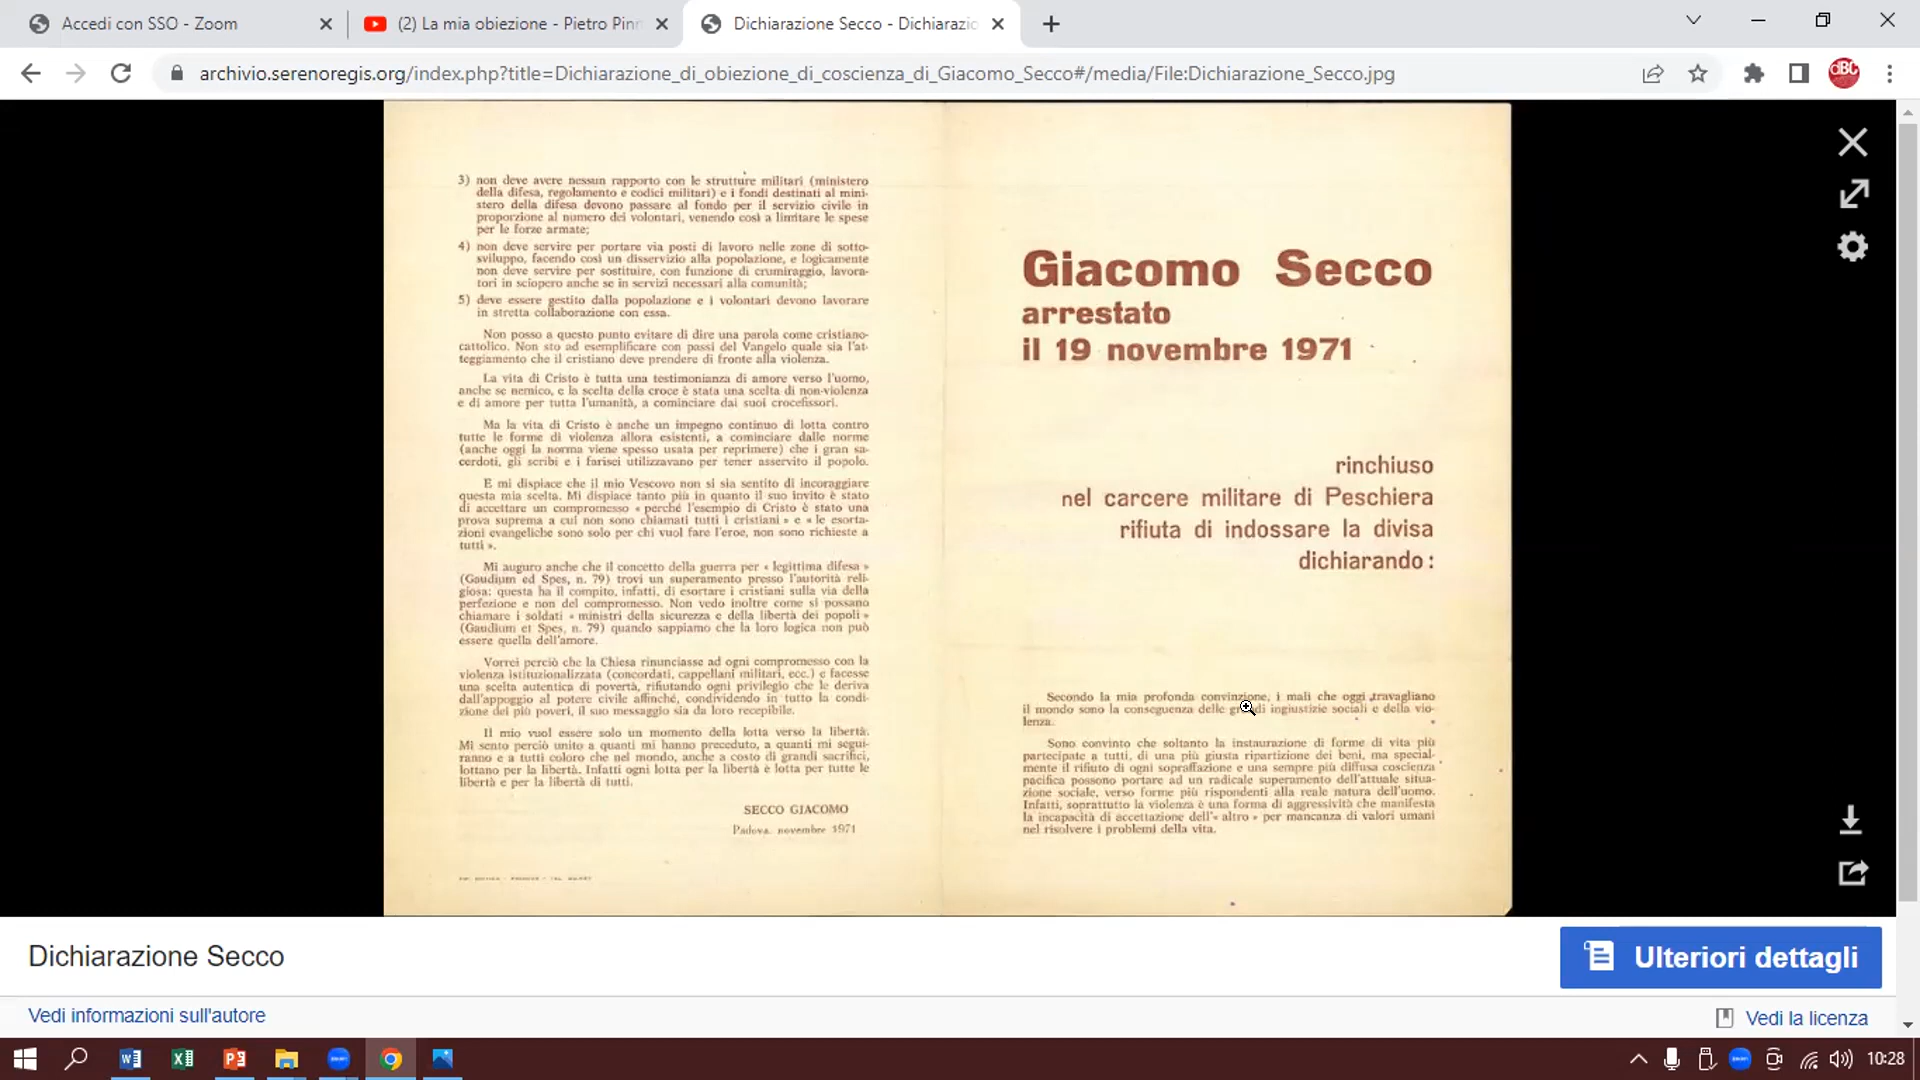 Accedi con SSO - Zoom
(2) La mia obiezione - Pietro Pin
Dichiarazione Secco - Dichiarazio
archivio.serenoregis.org/index.php?title=Dichiarazione_di_obiezione_di_coscienza_di_Giacomo_Secco#/media/File:Dichiarazione_Secco.jpg
3) non deve avere nessun rapporto con le strutture militari (ministero
della difesa, regolamento e codici militari) e i fondi destinati al mini-
stero della difesa devono passare al fondo per il servizio civile in
proporzione al numero dei volontari, venendo così a limitare le spese
per le forze armate;
4) non deve servire per portare via posti di lavoro nelle zone di sotto-
sviluppo, facendo così un disservizio alla popolazione, e logicamente
non deve servire per sostituire, con funzione di crumiraggio, lavora-
tori in sciopero anche se in servizi necessari alla comunità;
5) deve essere gestito dalla popolazione e i volontari devono lavorare
in stretta collaborazione con essa.
Non posso a questo punto evitare di dire una parola come cristiano-
cattolico. Non sto ad esemplificare con passi del Vangelo quale sia l'at-
teggiamento che il cristiano deve prendere di fronte alla violenza.
La vita di Cristo è tutta una testimonianza di amore verso l'uomo,
anche se nemico, e la scelta della croce è stata una scelta di non-violenza
e di amore per tutta l'umanità, a cominciare dai suoi crocefissori.
Ma la vita di Cristo è anche un impegno continuo di lotta contro
tutte le forme di violenza allora esistenti, a cominciare dalle norme
(anche oggi la norma viene spesso usata per reprimere) che i gran sa-
cerdoti, gli scribi e i farisei utilizzavano per tener asservito il popolo.
E mi dispiace che il mio Vescovo non si sia sentito di incoraggiare
questa mia scelta. Mi dispiace tanto più in quanto il suo invito è stato
di accettare un compromesso « perché l'esempio di Cristo è stato una
prova suprema a cui non sono chiamati tutti i cristiani » e « le esorta-
zioni evangeliche sono solo per chi vuol fare l'eroe, non sono richieste a
tutti ».
Mi auguro anche che il concetto della guerra per « legittima difesa »
(Gaudium ed Spes, n. 79) trovi un superamento presso l'autorità reli-
giosa: questa ha il compito, infatti, di esortare i cristiani sulla via della
perfezione e non del compromesso. Non vedo inoltre come si possano
chiamare i soldati « ministri della sicurezza e della libertà dei popoli »
(Gaudium et Spes, n. 79) quando sappiamo che la loro logica non può
essere quella dell'amore.
Vorrei perciò che la Chiesa rinunciasse ad ogni compromesso con la
violenza istituzionalizzata (concordati, cappellani militari, ecc.) e facesse
una scelta autentica di povertà, rifiutando ogni privilegio che le deriva
dall'appoggio al potere civile affinché, condividendo in tutto la condi-
zione dei più poveri, il suo messaggio sia da loro recepibile.
Il mio vuol essere solo un momento della lotta verso la libertà.
Mi sento perciò unito a quanti mi hanno preceduto, a quanti mi segui-
ranno e a tutti coloro che nel mondo, anche a costo di grandi sacrifici,
lottano per la libertà. Infatti ogni lotta per la libertà è lotta per tutte le
libertà e per la libertà di tutti.
SECCO GIACOMO
Padova, novembre 1971
Giacomo Secco
arrestato
il 19 novembre 1971
rinchiuso
nel carcere militare di Peschiera
rifiuta di indossare la divisa
dichiarando:
Secondo la mia profonda convinzione, i mali che oggi travagliano
il mondo sono la conseguenza delle grandi ingiustizie sociali e della vio-
lenza.
Sono convinto che soltanto la instaurazione di forme di vita più
partecipate a tutti, di una più giusta ripartizione dei beni, ma special-
mente il rifiuto di ogni sopraffazione e una sempre più diffusa coscienza
pacifica possono portare ad un radicale superamento dell'attuale situa-
zione sociale, verso forme più rispondenti alla reale natura dell'uomo.
Infatti, soprattutto la violenza è una forma di aggressività che manifesta
la incapacità di accettazione dell'« altro » per mancanza di valori umani
nel risolvere i problemi della vita.
Dichiarazione Secco
Ulteriori dettagli
Vedi informazioni sull'autore
Vedi la licenza
10:28